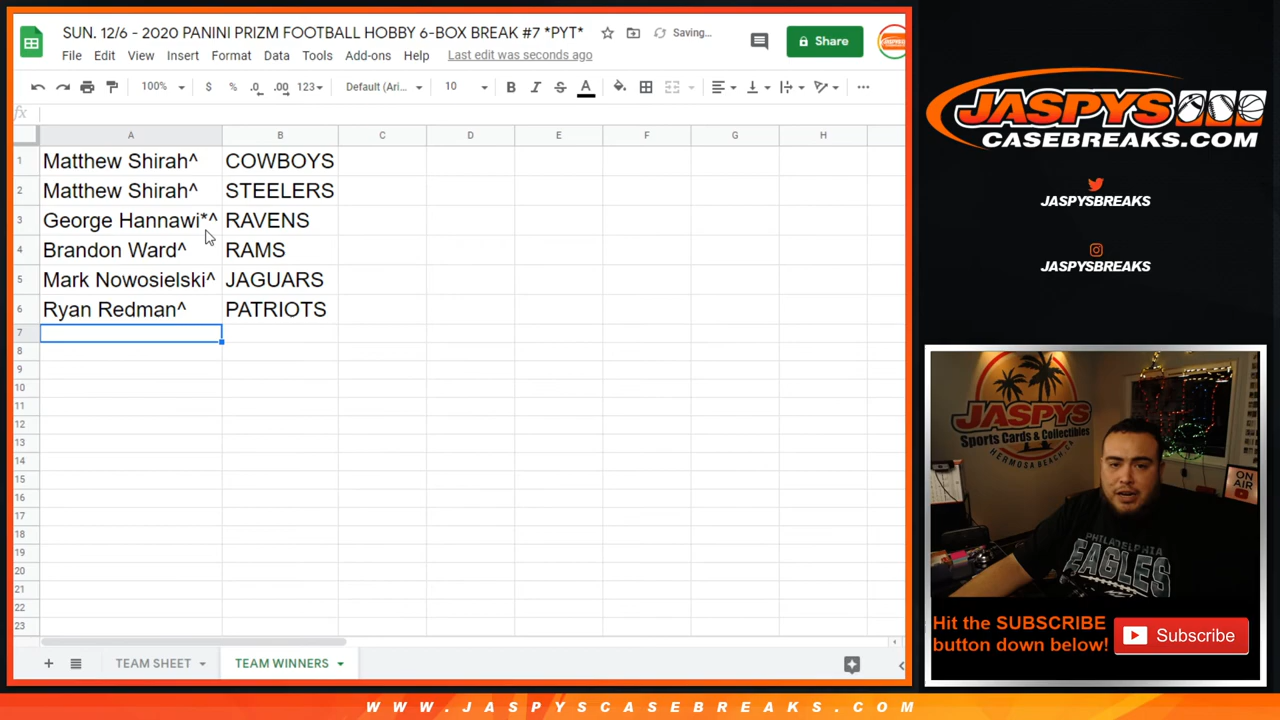 SUN. 12/6 - 2020 PANINI PRIZM FOOTBALL HOBBY 6-BOX BREAK #7 *PYT*
Saving...
File Edit View Insert Format Data Tools Add-ons Help Last edit was seconds ago
Share
100% $ % .0 .00 123 Default (Ari... 10
fx
A B C D E F G H
1 Matthew Shirah^ COWBOYS
2 Matthew Shirah^ STEELERS
3 George Hannawi*^ RAVENS
4 Brandon Ward^ RAMS
5 Mark Nowosielski^ JAGUARS
6 Ryan Redman^ PATRIOTS
7
8
9
10
11
12
13
14
15
16
17
18
19
20
21
22
23
TEAM SHEET TEAM WINNERS
JASPYS
CASEBREAKS.COM
JASPYSBREAKS
JASPYSBREAKS
JASPYS
Sports Cards & Collectibles
HERMOSA BEACH, CA
ON AIR
PHILADELPHIA
EAGLES
Hit the SUBSCRIBE
button down below!
Subscribe
WWW.JASPYSCASEBREAKS.COM